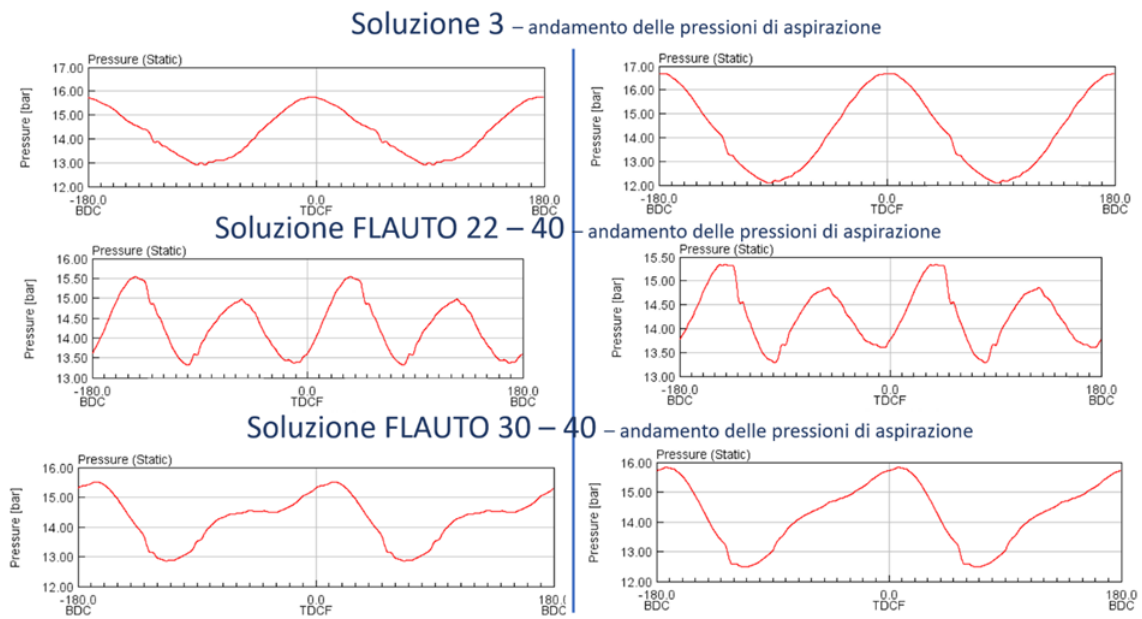 Soluzione 3 – andamento delle pressioni di aspirazione
Pressure (Static)
Pressure [bar]
17.00
16.00
15.00
14.00
13.00
12.00
-180.0
BDC
0.0
TDCF
180.0
BDC
Pressure (Static)
Pressure [bar]
17.00
16.00
15.00
14.00
13.00
12.00
-180.0
BDC
0.0
TDCF
180.0
BDC
Soluzione FLAUTO 22 – 40 – andamento delle pressioni di aspirazione
Pressure (Static)
Pressure [bar]
16.00
15.50
15.00
14.50
14.00
13.50
13.00
-180.0
BDC
0.0
TDCF
180.0
BDC
Pressure (Static)
Pressure [bar]
15.50
15.00
14.50
14.00
13.50
13.00
-180.0
BDC
0.0
TDCF
180.0
BDC
Soluzione FLAUTO 30 – 40 – andamento delle pressioni di aspirazione
Pressure (Static)
Pressure [bar]
16.00
15.00
14.00
13.00
12.00
-180.0
BDC
0.0
TDCF
180.0
BDC
Pressure (Static)
Pressure [bar]
16.00
15.00
14.00
13.00
12.00
-180.0
BDC
0.0
TDCF
180.0
BDC